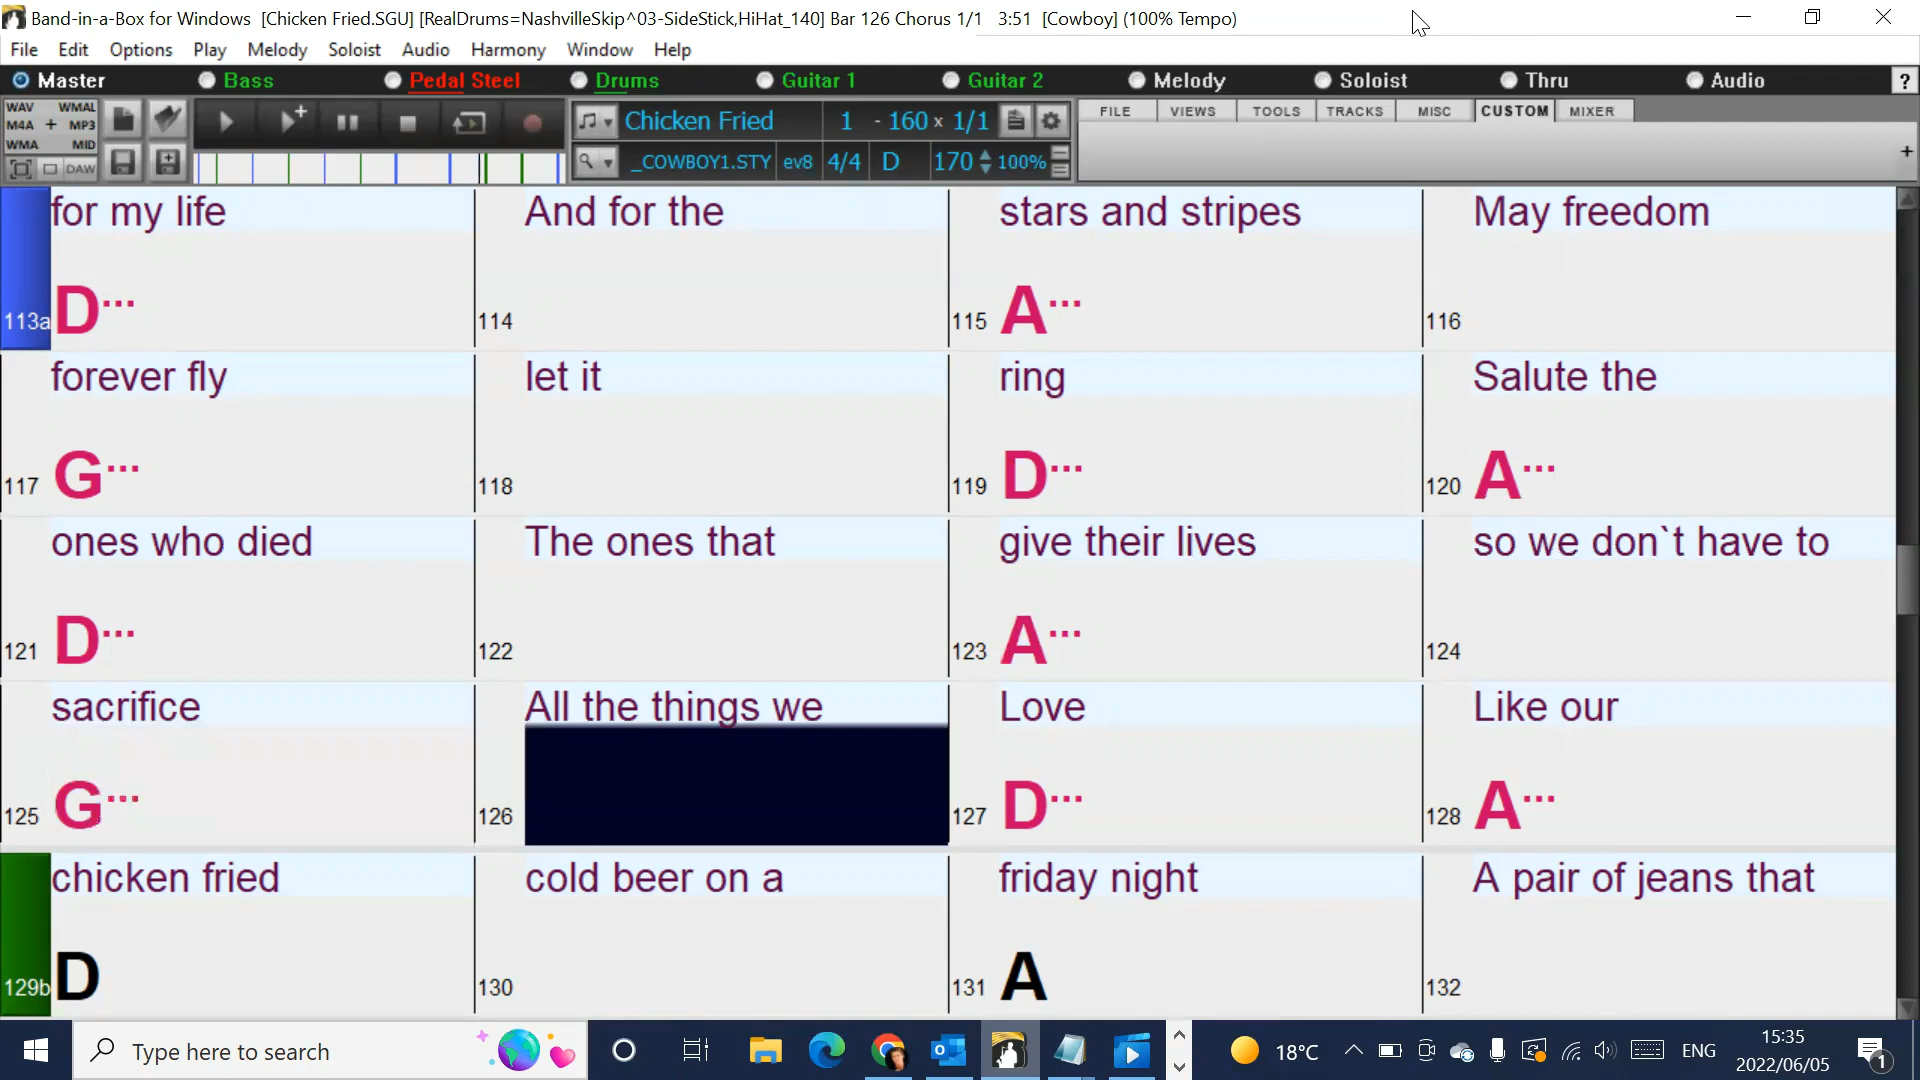 Band-in-a-Box for Windows [Chicken Fried.SGU] [RealDrums=NashvilleSkip^03-SideStick,HiHat_140] Bar 126 Chorus 1/1 3:51 [Cowboy] (100% Tempo)
File Edit Options Play Melody Soloist Audio Harmony Window Help
Master Bass Pedal Steel Drums Guitar 1 Guitar 2 Melody Soloist Thru Audio ?
WAV WMAL
M4A + MP3
WMA MID
DAW
Chicken Fried 1 - 160 x 1/1
_COWBOY1.STY ev8 4/4 D 170 100%
FILE VIEWS TOOLS TRACKS MISC CUSTOM MIXER
+
for my life And for the stars and stripes May freedom
113a D... 114 115 A... 116
forever fly let it ring Salute the
117 G... 118 119 D... 120 A...
ones who died The ones that give their lives so we don`t have to
121 D... 122 123 A... 124
sacrifice All the things we Love Like our
125 G... 126 127 D... 128 A...
chicken fried cold beer on a friday night A pair of jeans that
129b D 130 131 A 132
Type here to search 18°C ENG 15:35
2022/06/05 1